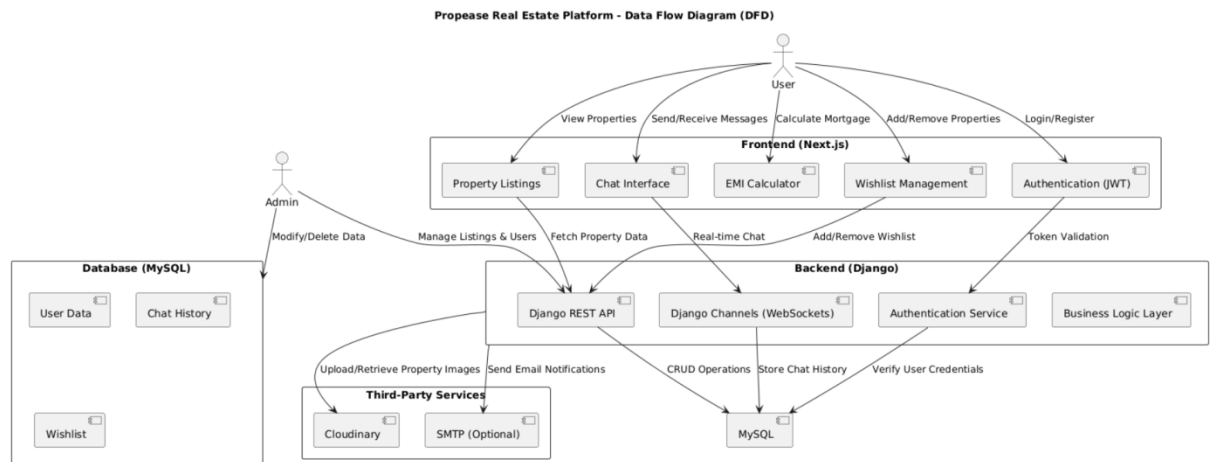 Propease Real Estate Platform - Data Flow Diagram (DFD)
User
View Properties
Send/Receive Messages
Calculate Mortgage
Add/Remove Properties
Login/Register
Frontend (Next.js)
Property Listings
Chat Interface
EMI Calculator
Wishlist Management
Authentication (JWT)
Admin
Modify/Delete Data
Manage Listings & Users
Fetch Property Data
Real-time Chat
Add/Remove Wishlist
Token Validation
Database (MySQL)
User Data
Chat History
Wishlist
Backend (Django)
Django REST API
Django Channels (WebSockets)
Authentication Service
Business Logic Layer
Upload/Retrieve Property Images
Send Email Notifications
CRUD Operations
Store Chat History
Verify User Credentials
Third-Party Services
Cloudinary
SMTP (Optional)
MySQL